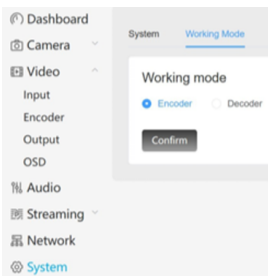 Dashboard
Camera
Video
Input
Encoder
Output
OSD
Audio
Streaming
Network
System
System Working Mode
Working mode
Encoder Decoder
Confirm